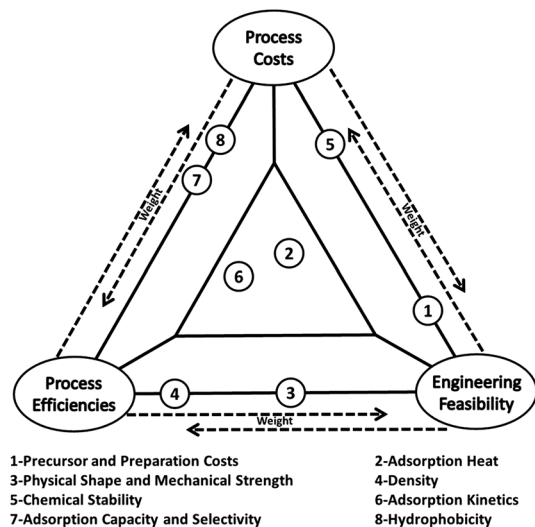 Process
Costs
8
5
7
Weight
Weight
2
6
1
Process
Efficiencies
4
3
Engineering
Feasibility
Weight
1-Precursor and Preparation Costs
2-Adsorption Heat
3-Physical Shape and Mechanical Strength
4-Density
5-Chemical Stability
6-Adsorption Kinetics
7-Adsorption Capacity and Selectivity
8-Hydrophobicity